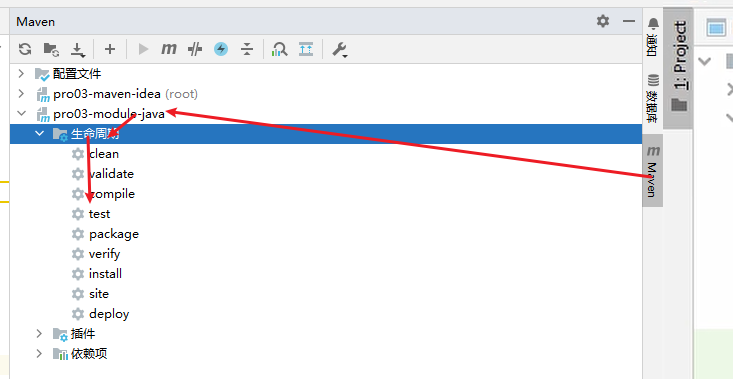 Maven
配置文件
pro03-maven-idea (root)
pro03-module-java
生命周期
clean
validate
compile
test
package
verify
install
site
deploy
插件
依赖项
通知
数据库
m Maven
1: Project